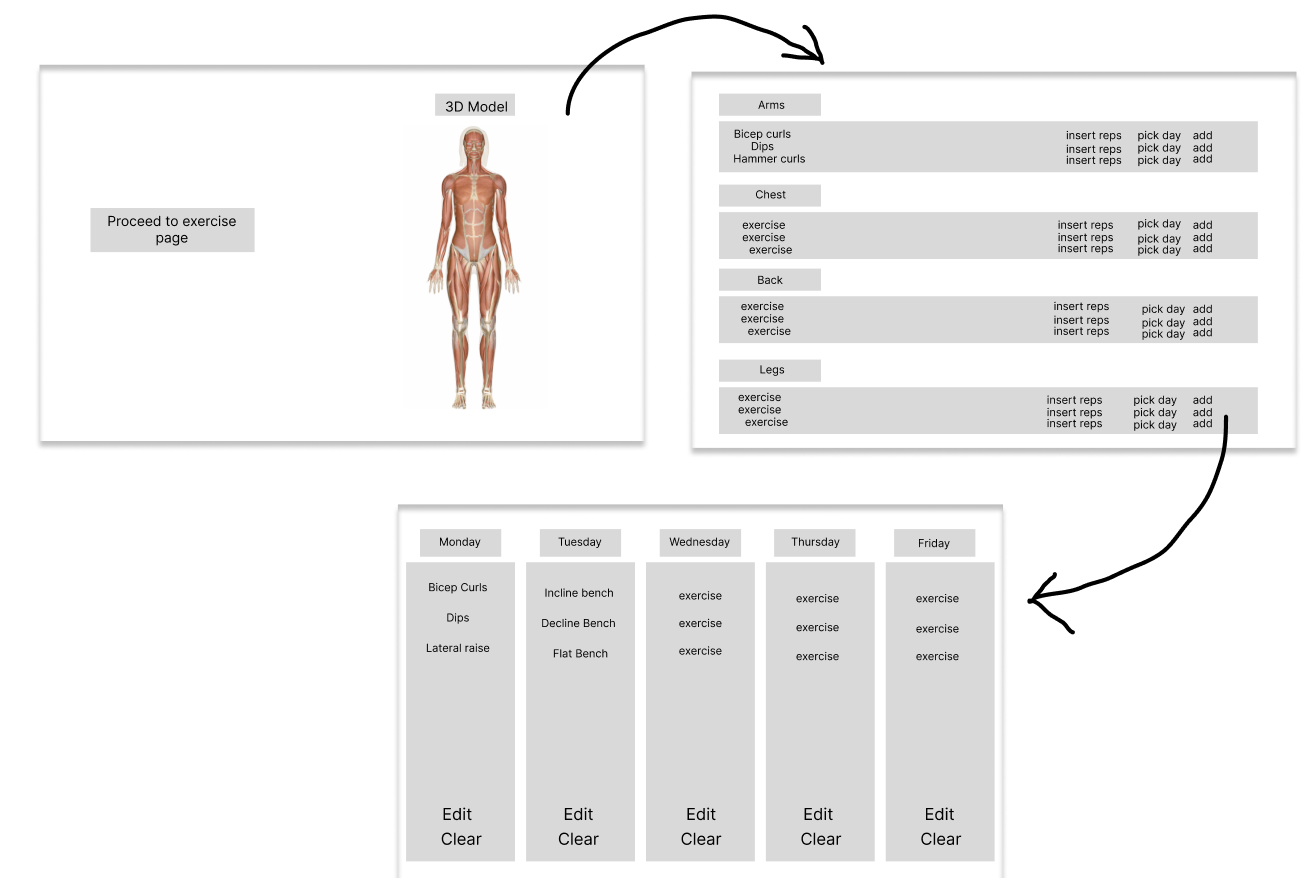 3D Model
Proceed to exercise
page
Arms
Bicep curls insert reps pick day add
Dips insert reps pick day add
Hammer curls insert reps pick day add
Chest
exercise insert reps pick day add
exercise insert reps pick day add
exercise insert reps pick day add
Back
exercise insert reps pick day add
exercise insert reps pick day add
exercise insert reps pick day add
Legs
exercise insert reps pick day add
exercise insert reps pick day add
exercise insert reps pick day add
Monday
Bicep Curls
Dips
Lateral raise
Edit
Clear
Tuesday
Incline bench
Decline Bench
Flat Bench
Edit
Clear
Wednesday
exercise
exercise
exercise
Edit
Clear
Thursday
exercise
exercise
exercise
Edit
Clear
Friday
exercise
exercise
exercise
Edit
Clear